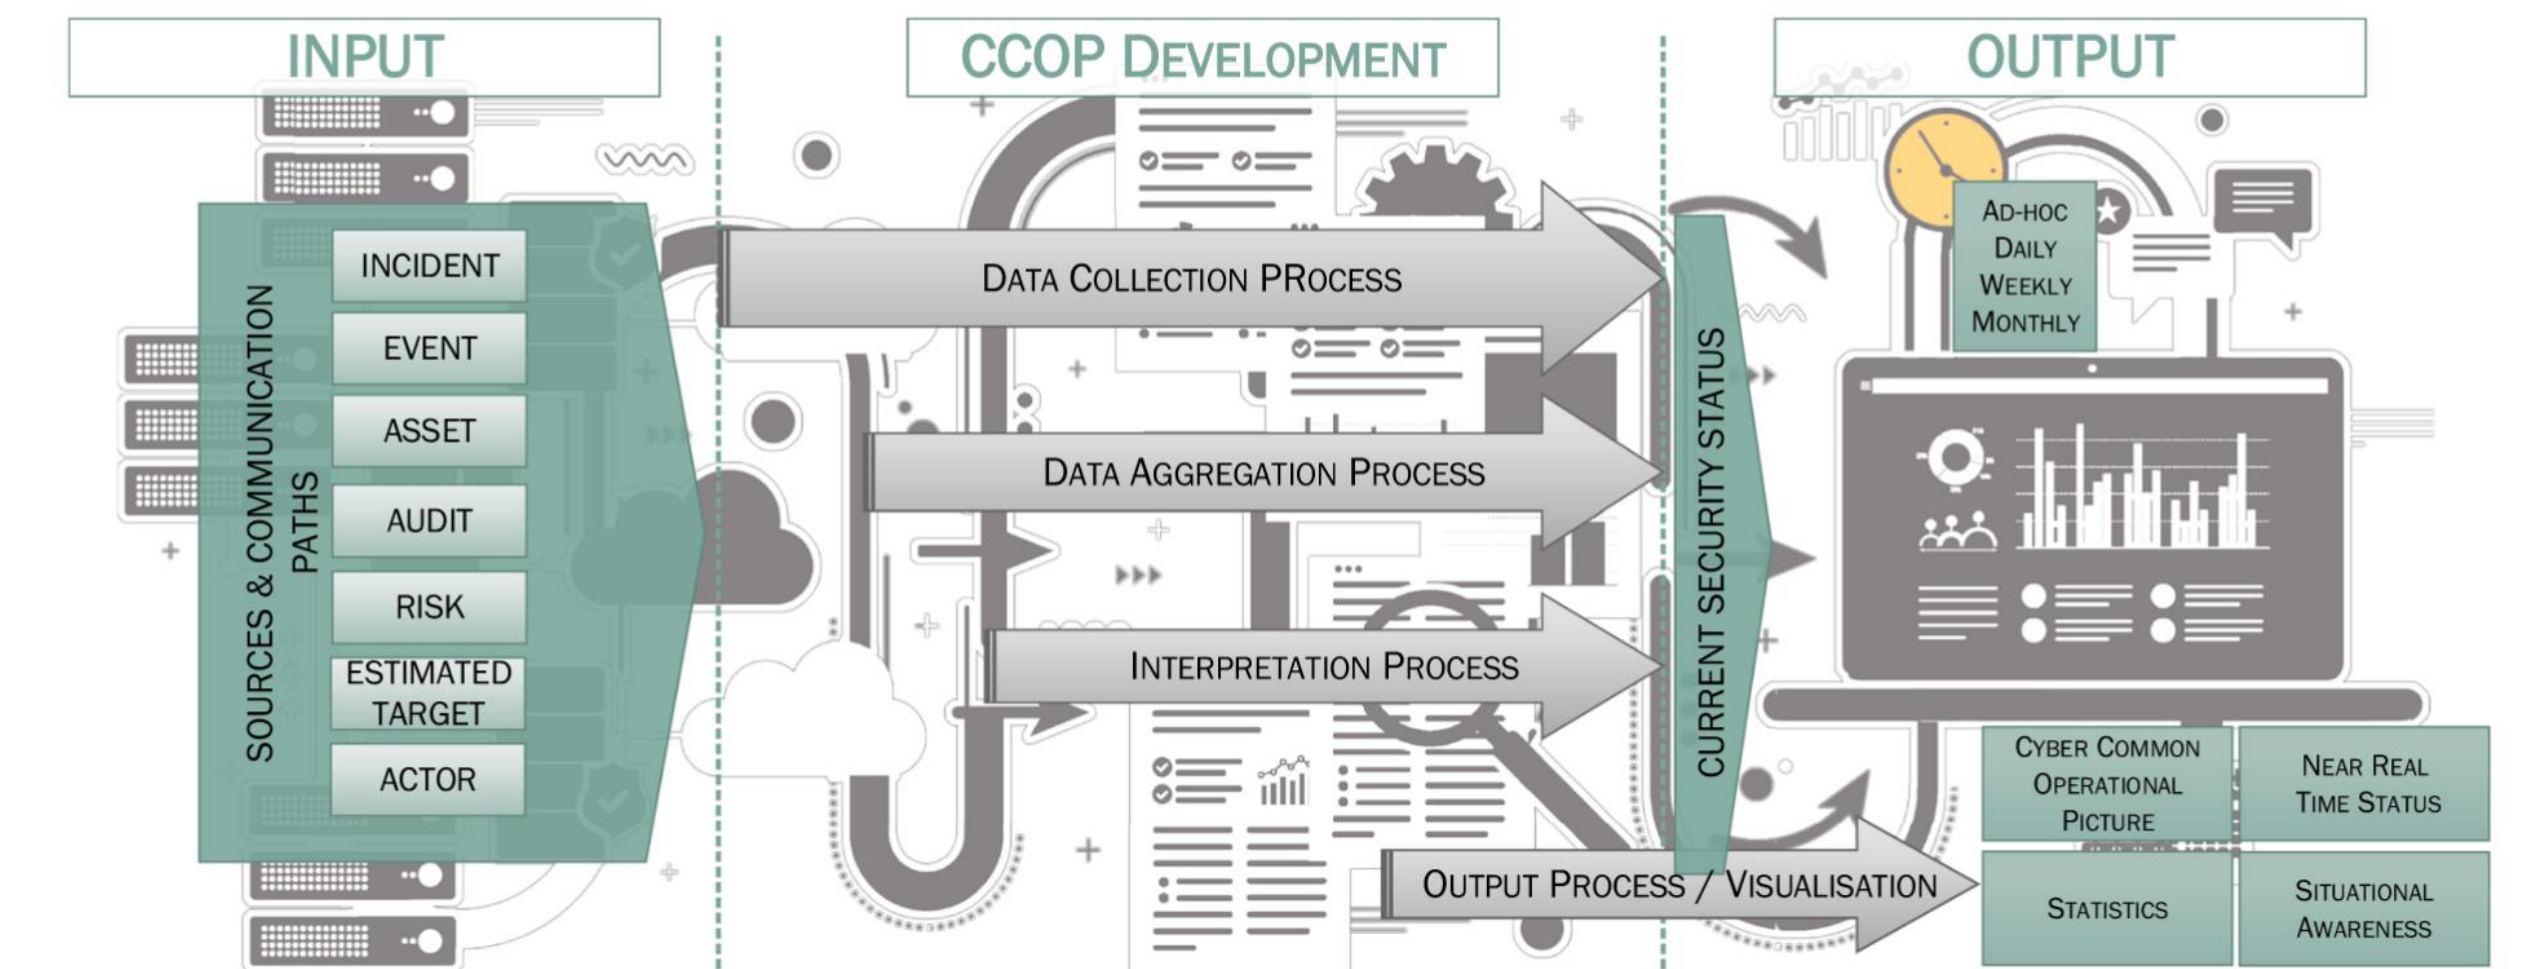 INPUT
CCOP DEVELOPMENT
OUTPUT
SOURCES & COMMUNICATION
PATHS
INCIDENT
EVENT
ASSET
AUDIT
RISK
ESTIMATED
TARGET
ACTOR
DATA COLLECTION PROCESS
DATA AGGREGATION PROCESS
INTERPRETATION PROCESS
OUTPUT PROCESS / VISUALISATION
CURRENT SECURITY STATUS
AD-HOC
DAILY
WEEKLY
MONTHLY
CYBER COMMON
OPERATIONAL
PICTURE
NEAR REAL
TIME STATUS
STATISTICS
SITUATIONAL
AWARENESS